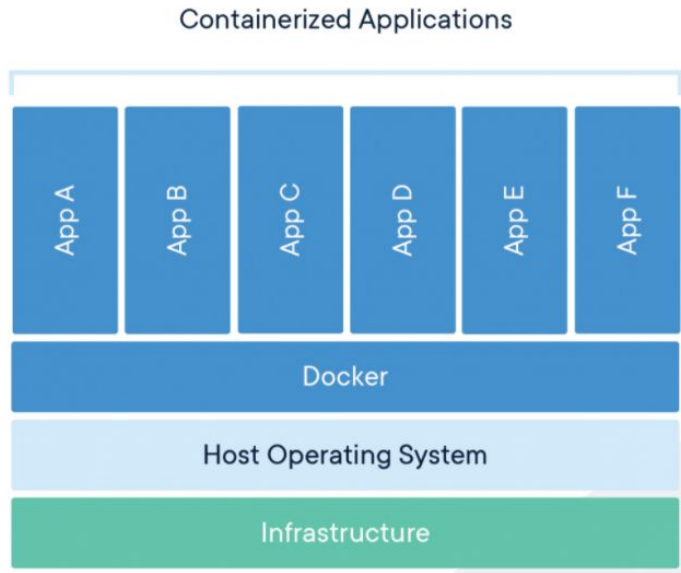 Containerized Applications
App A
App B
App C
App D
App E
App F
Docker
Host Operating System
Infrastructure